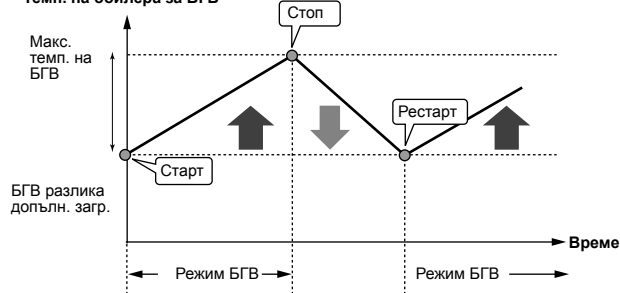 темп. на бойлера за БГВ
Стоп
Макс.
темп. на
БГВ
Рестарт
Старт
БГВ разлика
допълн. загр.
Време
Режим БГВ
Режим БГВ